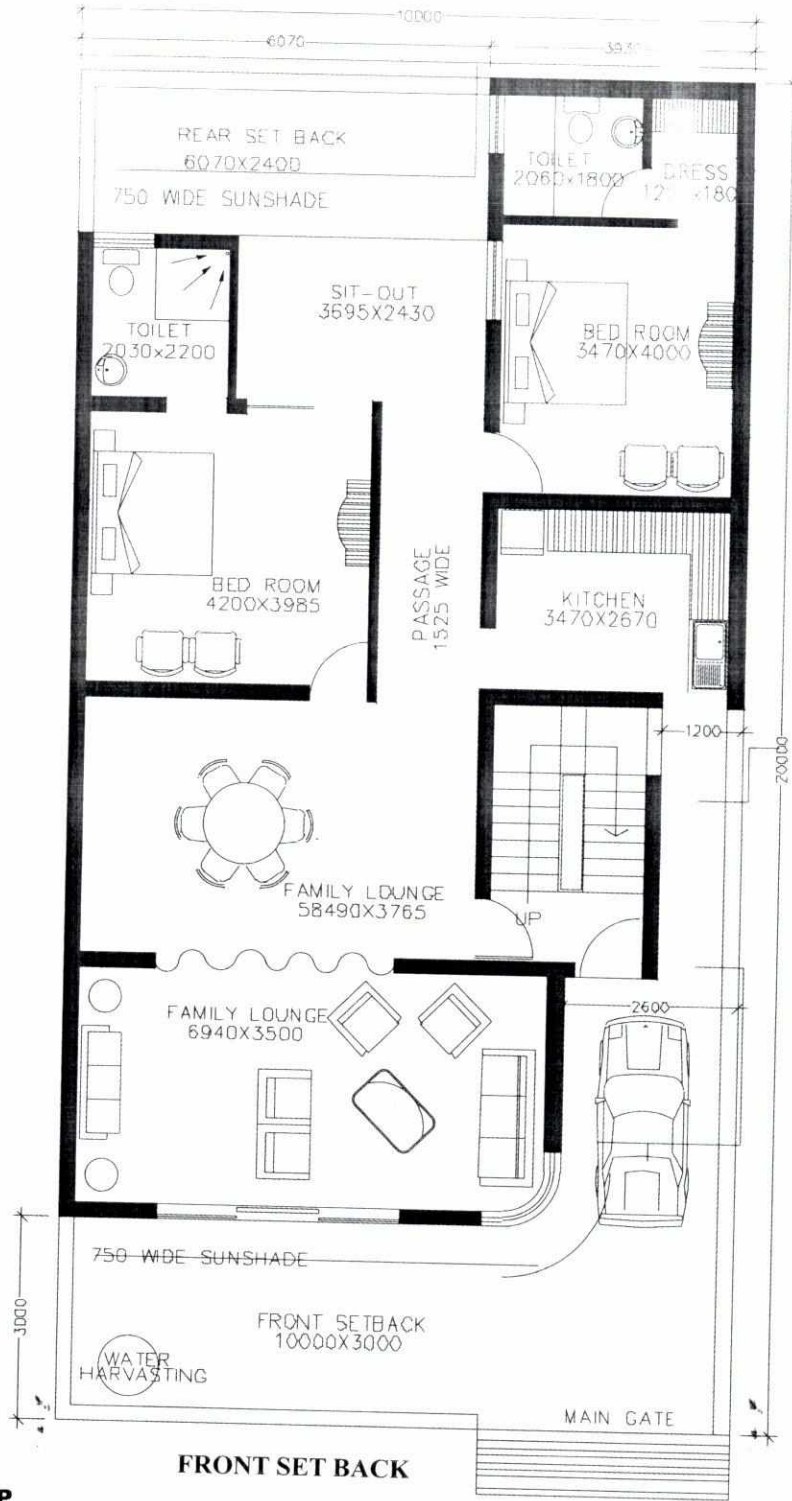 10000
6070
3930
REAR SET BACK
6070X2400
750 WIDE SUNSHADE
TOILET
2060x1800
DRESS
SIT-OUT
3695X2430
TOILET
2030x2200
BED ROOM
3470X4000
BED ROOM
4200X3985
PASSAGE
1525 WIDE
KITCHEN
3470X2670
1200
20000
FAMILY LOUNGE
58490X3765
UP
FAMILY LOUNGE
6940X3500
2600
750 WIDE SUNSHADE
3000
FRONT SETBACK
10000X3000
WATER
HARVASTING
MAIN GATE
FRONT SET BACK
P